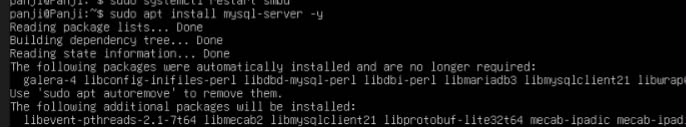 panji@Panji:~$ sudo systemctl restart smbd
panji@Panji:~$ sudo apt install mysql-server -y
Reading package lists... Done
Building dependency tree... Done
Reading state information... Done
The following packages were automatically installed and are no longer required:
galera-4 libconfig-inifiles-perl libdbd-mysql-perl libdbi-perl libmariadb3 libmysqlclient21 libwrap
Use 'sudo apt autoremove' to remove them.
The following additional packages will be installed:
libevent-pthreads-2.1-7t64 libmecab2 libmysqlclient21 libprotobuf-lite32t64 mecab-ipadic mecab-ipad